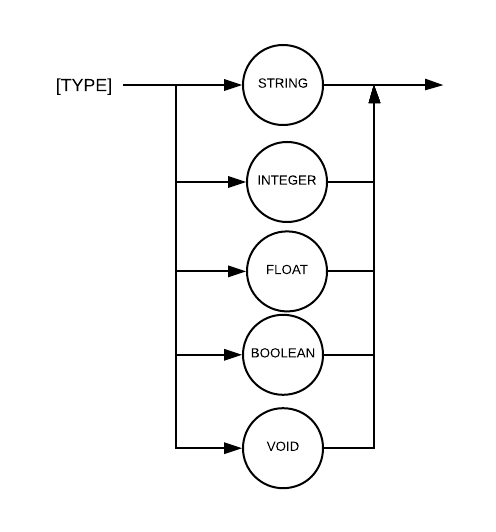 [TYPE]
STRING
INTEGER
FLOAT
BOOLEAN
VOID